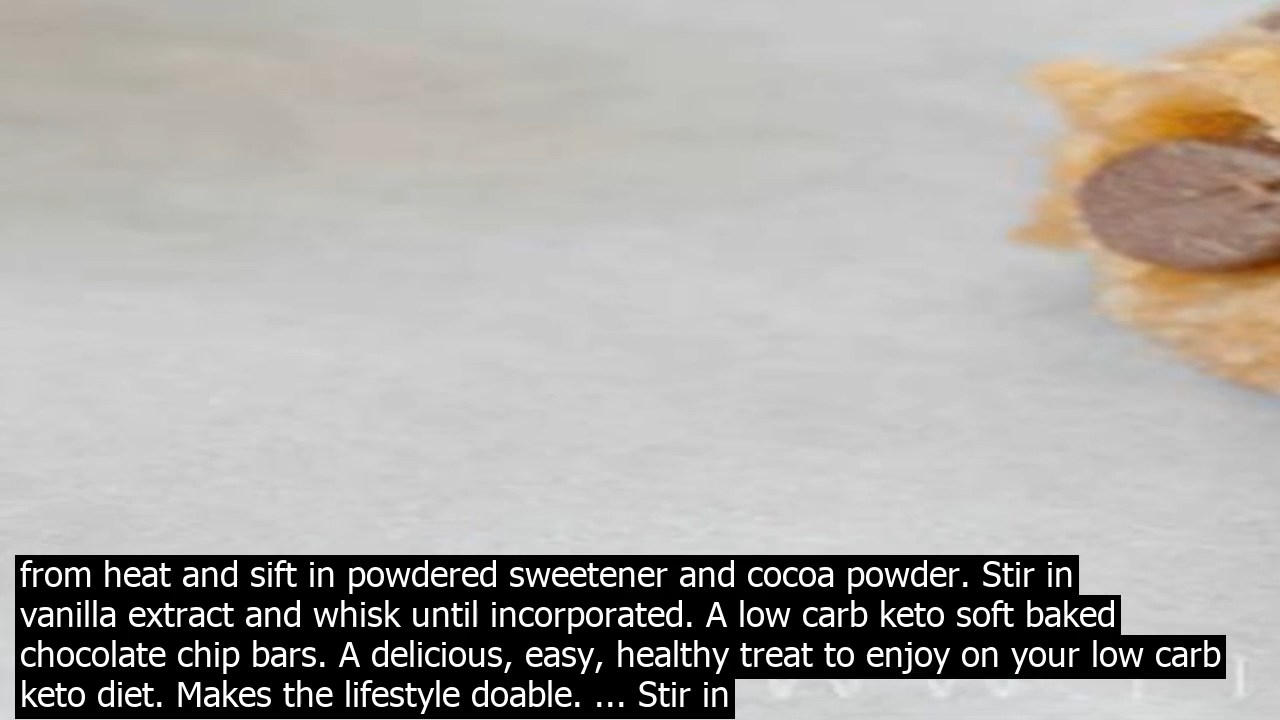 from heat and sift in powdered sweetener and cocoa powder. Stir in
vanilla extract and whisk until incorporated. A low carb keto soft baked
chocolate chip bars. A delicious, easy, healthy treat to enjoy on your low carb
keto diet. Makes the lifestyle doable. ... Stir in